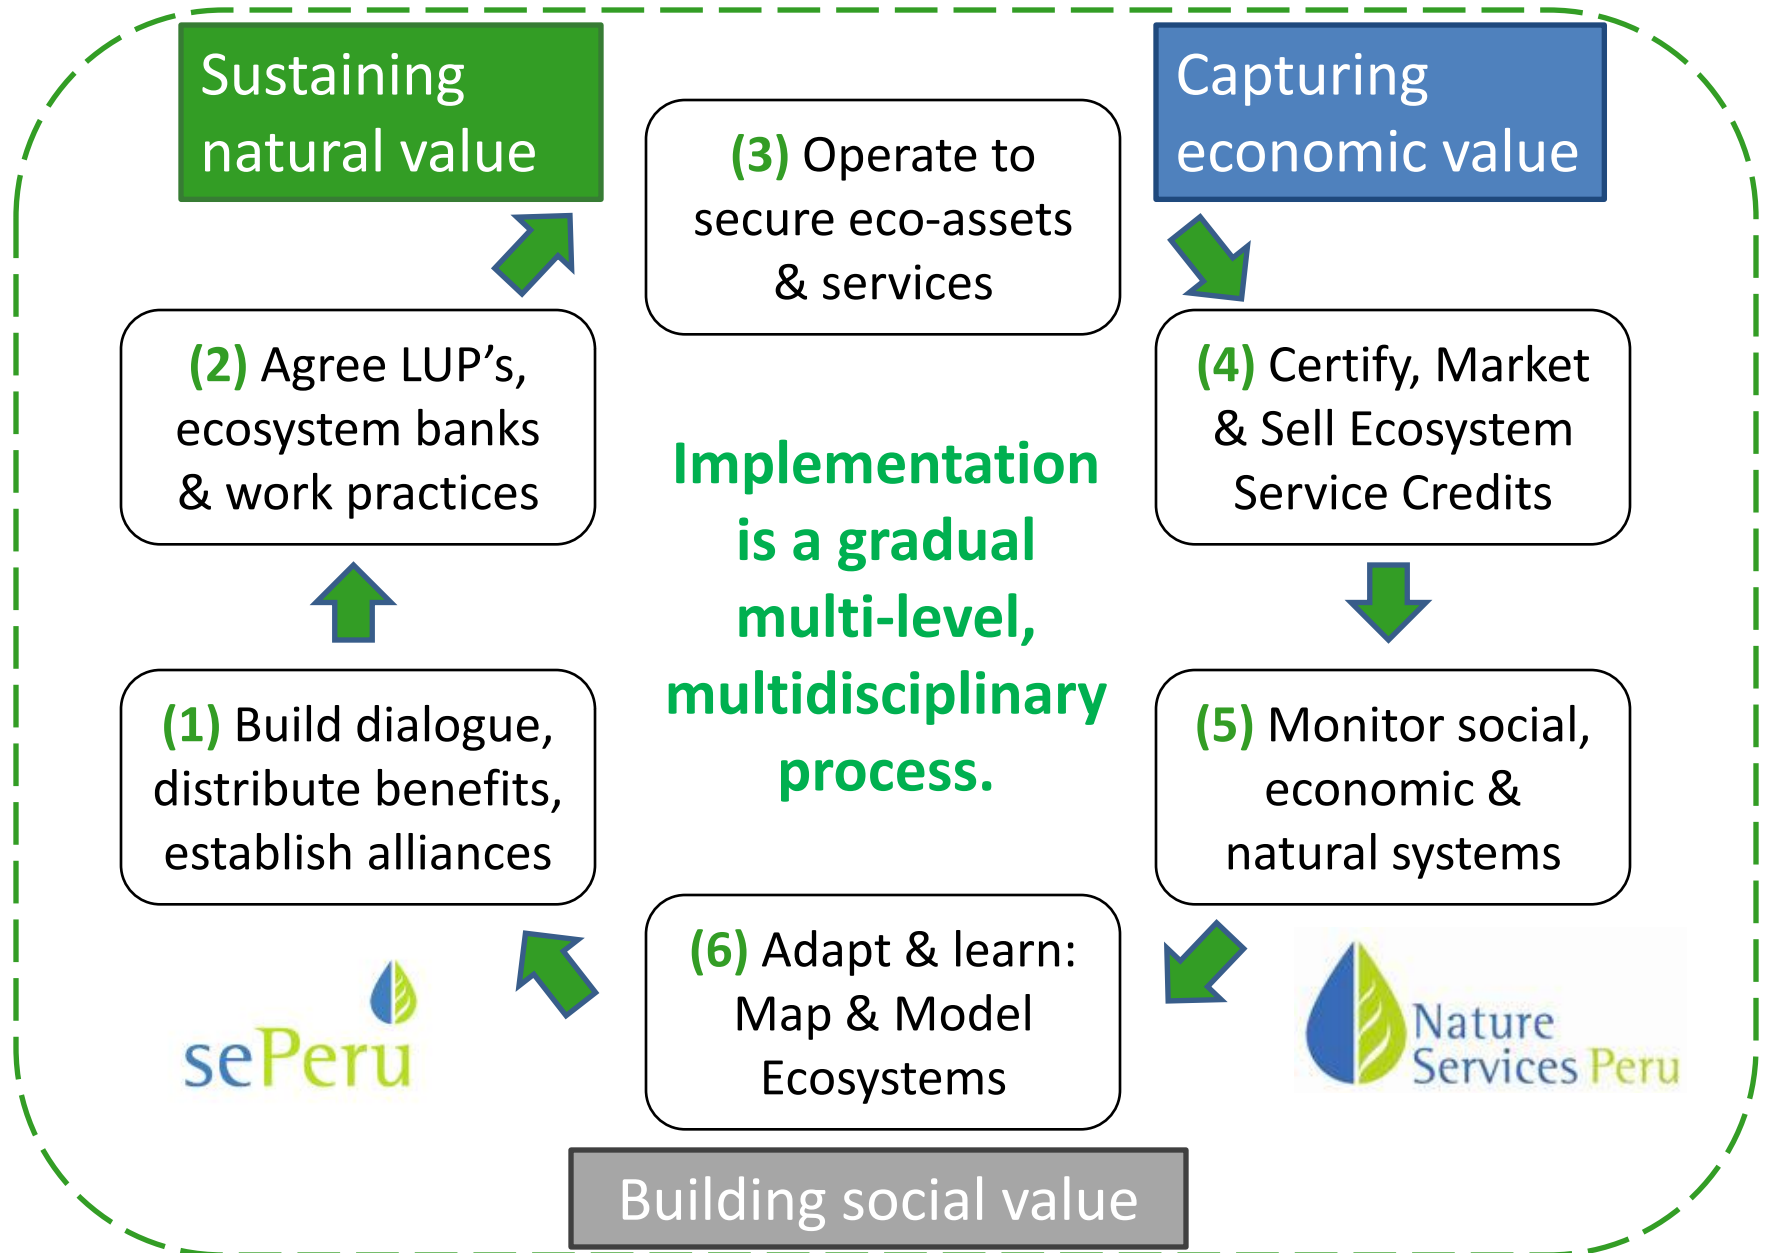 Sustaining
natural value
Capturing
economic value
(3) Operate to
secure eco-assets
& services
(2) Agree LUP’s,
ecosystem banks
& work practices
(4) Certify, Market
& Sell Ecosystem
Service Credits
Implementation
is a gradual
multi-level,
multidisciplinary
process.
(1) Build dialogue,
distribute benefits,
establish alliances
(5) Monitor social,
economic &
natural systems
(6) Adapt & learn:
Map & Model
Ecosystems
sePeru
Nature
Services Peru
Building social value